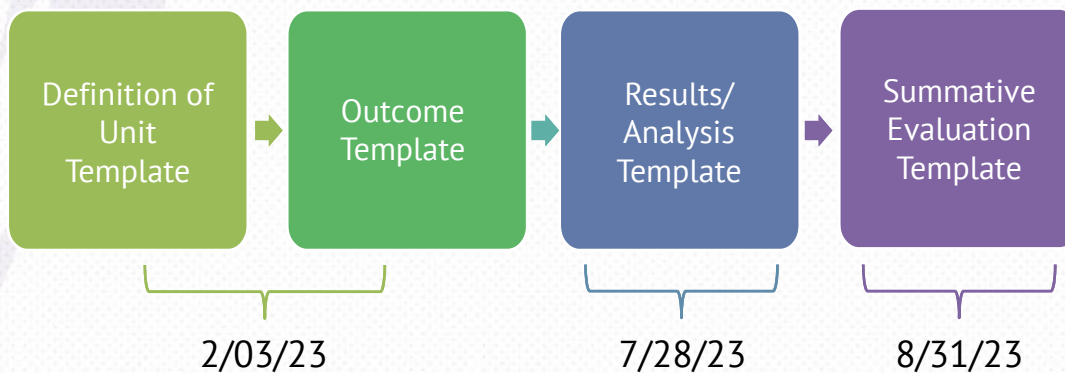 Definition of
Unit
Template
Outcome
Template
Results/
Analysis
Template
Summative
Evaluation
Template
2/03/23
7/28/23
8/31/23